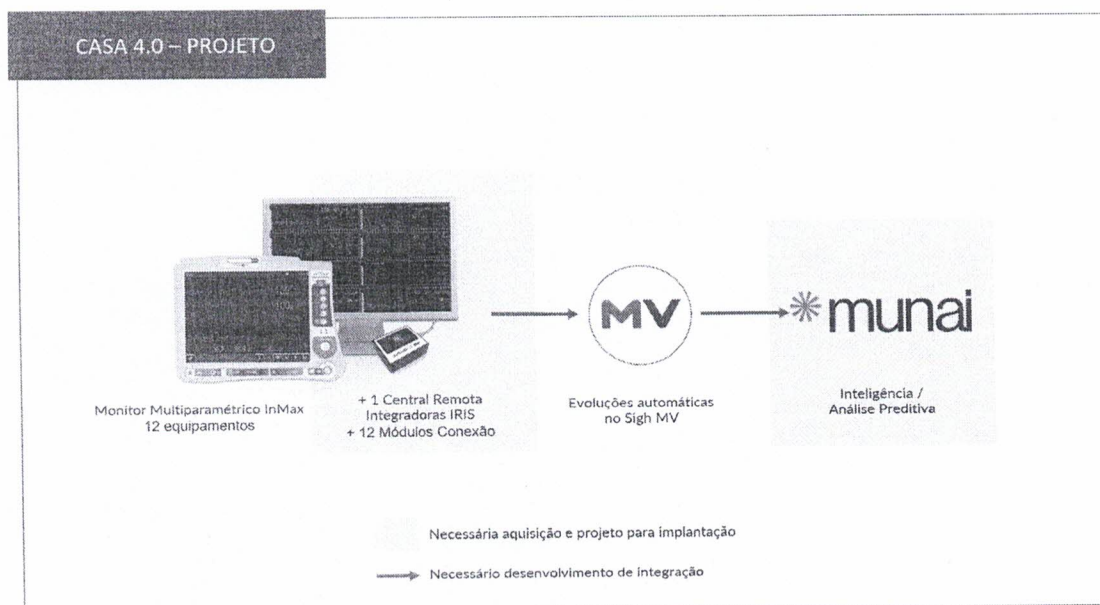 CASA 4.0 – PROJETO
Monitor Multiparamétrico InMax
12 equipamentos
+ 1 Central Remota
Integradoras IRIS
+ 12 Módulos Conexão
MV
Evoluções automáticas
no Sigh MV
munai
Inteligência /
Análise Preditiva
Necessária aquisição e projeto para implantação
Necessário desenvolvimento de integração